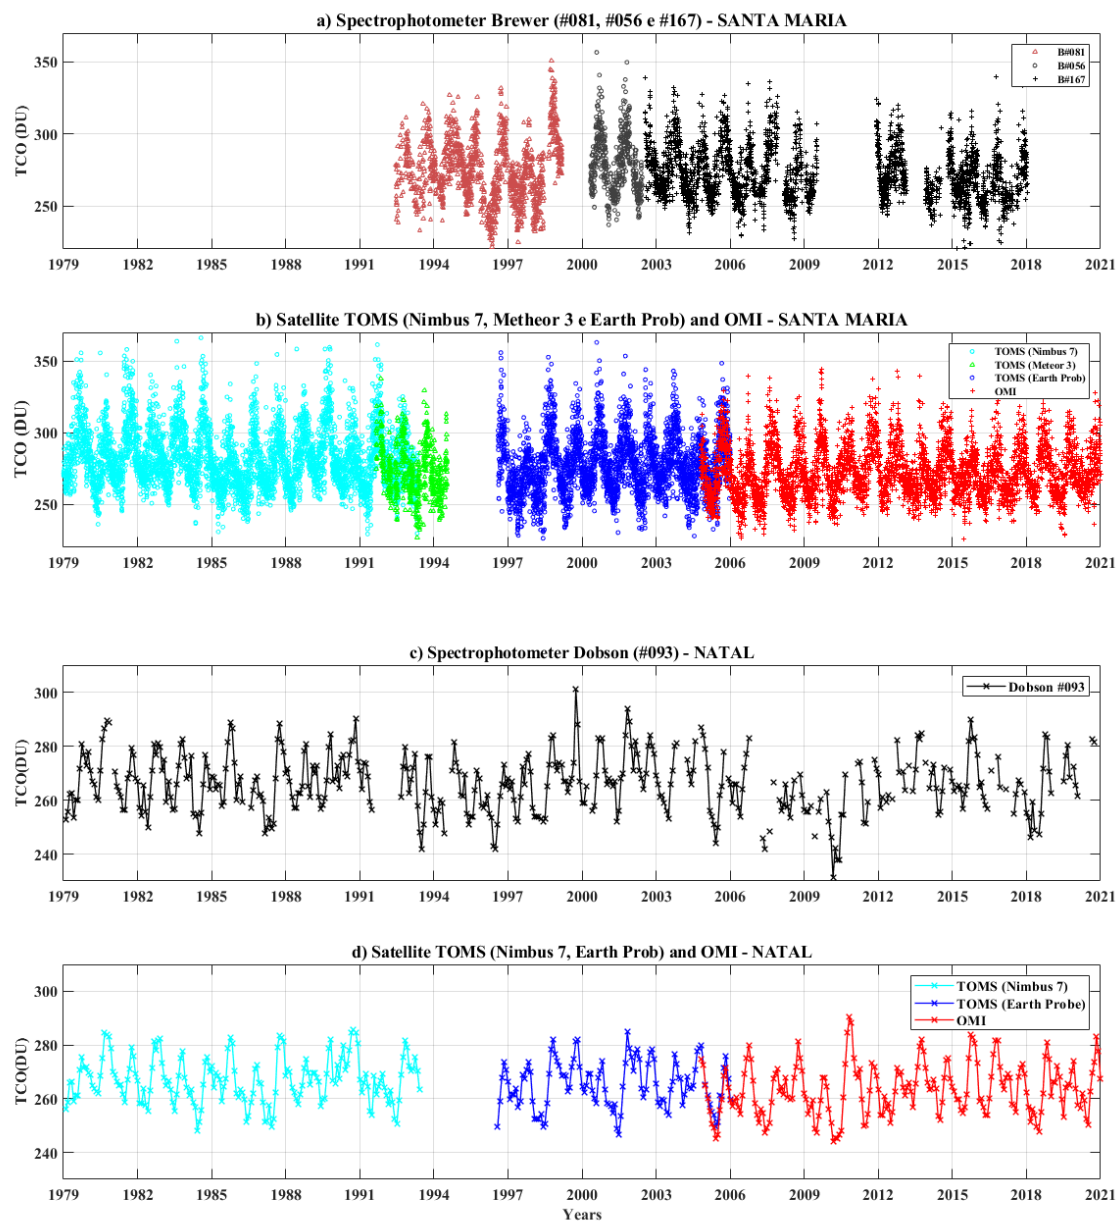 a) Spectrophotometer Brewer (#081, #056 e #167) - SANTA MARIA
TCO (DU)
350
300
250
B#081
B#056
B#167
1979 1982 1985 1988 1991 1994 1997 2000 2003 2006 2009 2012 2015 2018 2021
b) Satellite TOMS (Nimbus 7, Metheor 3 e Earth Prob) and OMI - SANTA MARIA
TCO (DU)
350
300
250
TOMS (Nimbus 7)
TOMS (Meteor 3)
TOMS (Earth Prob)
OMI
1979 1982 1985 1988 1991 1994 1997 2000 2003 2006 2009 2012 2015 2018 2021
c) Spectrophotometer Dobson (#093) - NATAL
TCO(DU)
300
280
260
240
Dobson #093
1979 1982 1985 1988 1991 1994 1997 2000 2003 2006 2009 2012 2015 2018 2021
d) Satellite TOMS (Nimbus 7, Earth Prob) and OMI - NATAL
TCO(DU)
300
280
260
240
TOMS (Nimbus 7)
TOMS (Earth Probe)
OMI
1979 1982 1985 1988 1991 1994 1997 2000 2003 2006 2009 2012 2015 2018 2021
Years